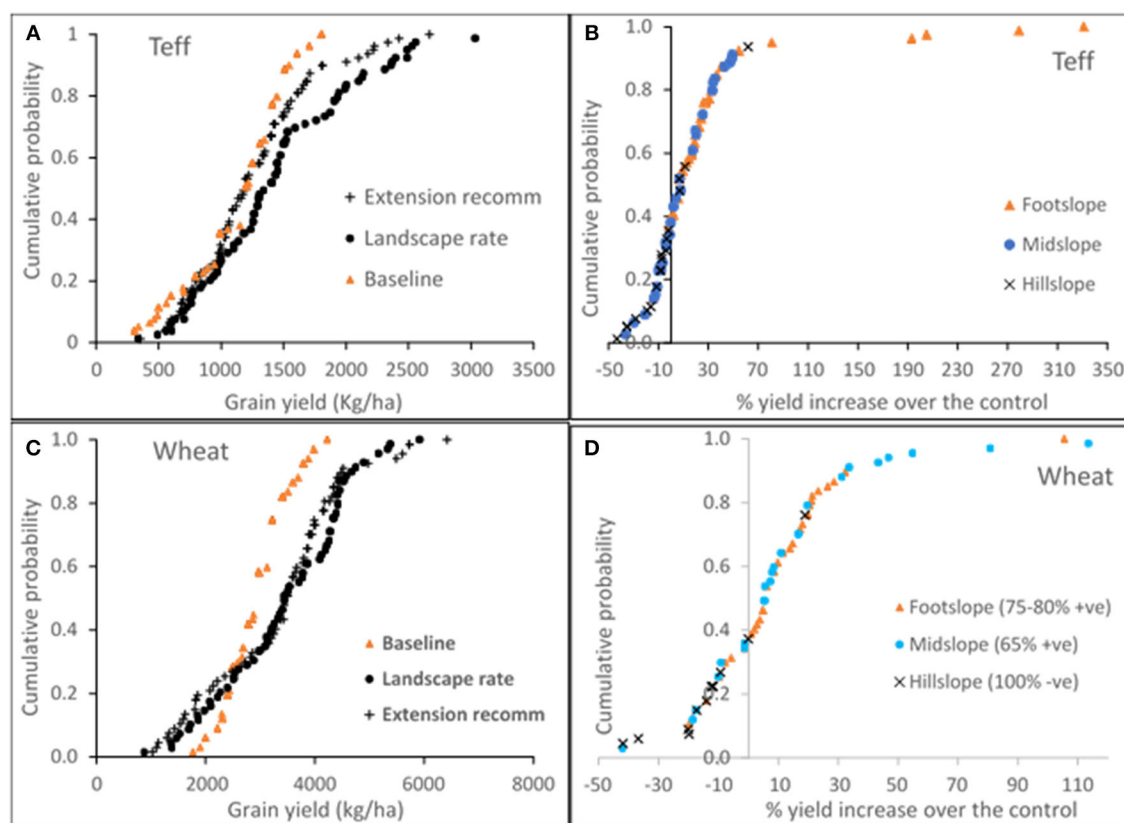 A
Teff
Cumulative probability
1
0.8
0.6
0.4
0.2
0
Extension recomm
Landscape rate
Baseline
0
500
1000
1500
2000
2500
3000
3500
Grain yield (Kg/ha)
B
Teff
Cumulative probability
1.0
0.8
0.6
0.4
0.2
0.0
Footslope
Midslope
Hillslope
-50
-10
30
70
110
150
190
230
270
310
350
% yield increase over the control
C
Wheat
Cumulative probability
1.0
0.8
0.6
0.4
0.2
0.0
Baseline
Landscape rate
Extension recomm
0
2000
4000
6000
8000
Grain yield (kg/ha)
D
Wheat
Cumulative probability
1.0
0.8
0.6
0.4
0.2
0.0
Footslope (75-80% +ve)
Midslope (65% +ve)
Hillslope (100% -ve)
-50
-30
-10
10
30
50
70
90
110
% yield increase over the control